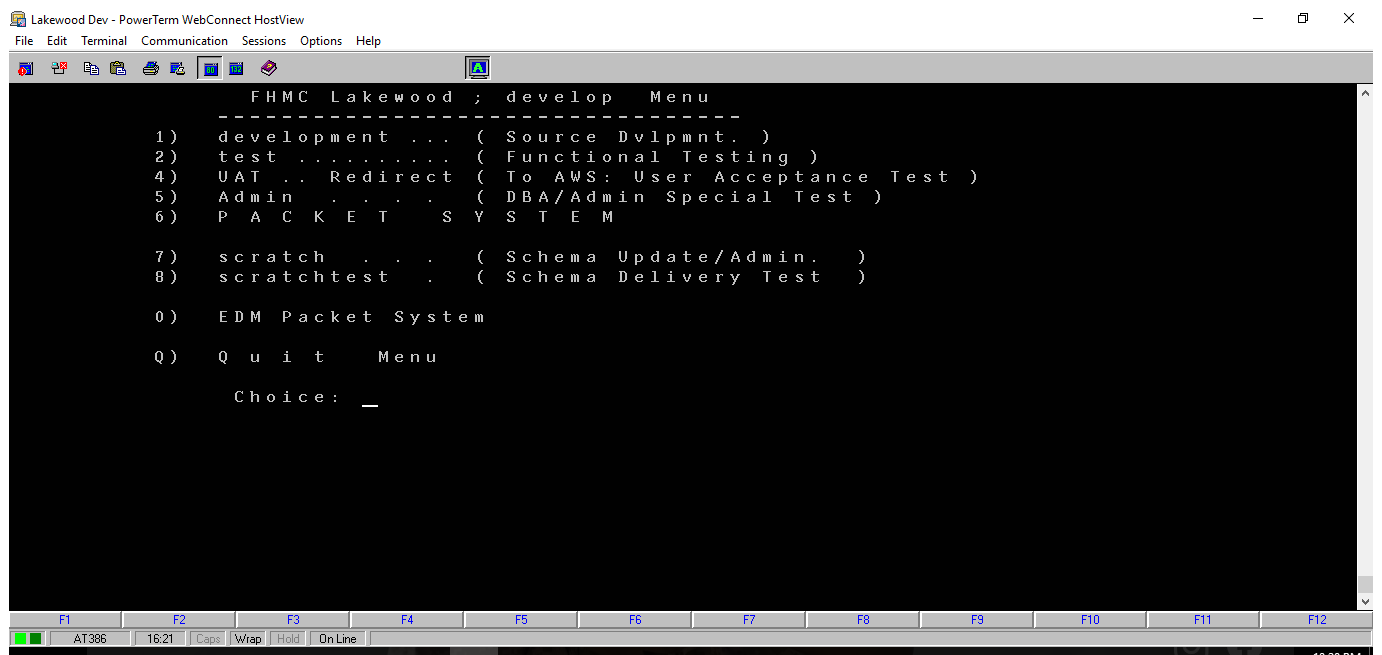 Lakewood Dev - PowerTerm WebConnect HostView
File Edit Terminal Communication Sessions Options Help
80 132 A
FHMC Lakewood ; develop Menu
---------------------------------
1) development ... ( Source Dvlpmnt. )
2) test .......... ( Functional Testing )
4) UAT .. Redirect ( To AWS: User Acceptance Test )
5) Admin . . . . ( DBA/Admin Special Test )
6) P A C K E T S Y S T E M
7) scratch . . . ( Schema Update/Admin. )
8) scratchtest . ( Schema Delivery Test )
0) EDM Packet System
Q) Q u i t Menu
Choice: _
F1 F2 F3 F4 F5 F6 F7 F8 F9 F10 F11 F12
AT386 16:21 Caps Wrap Hold On Line